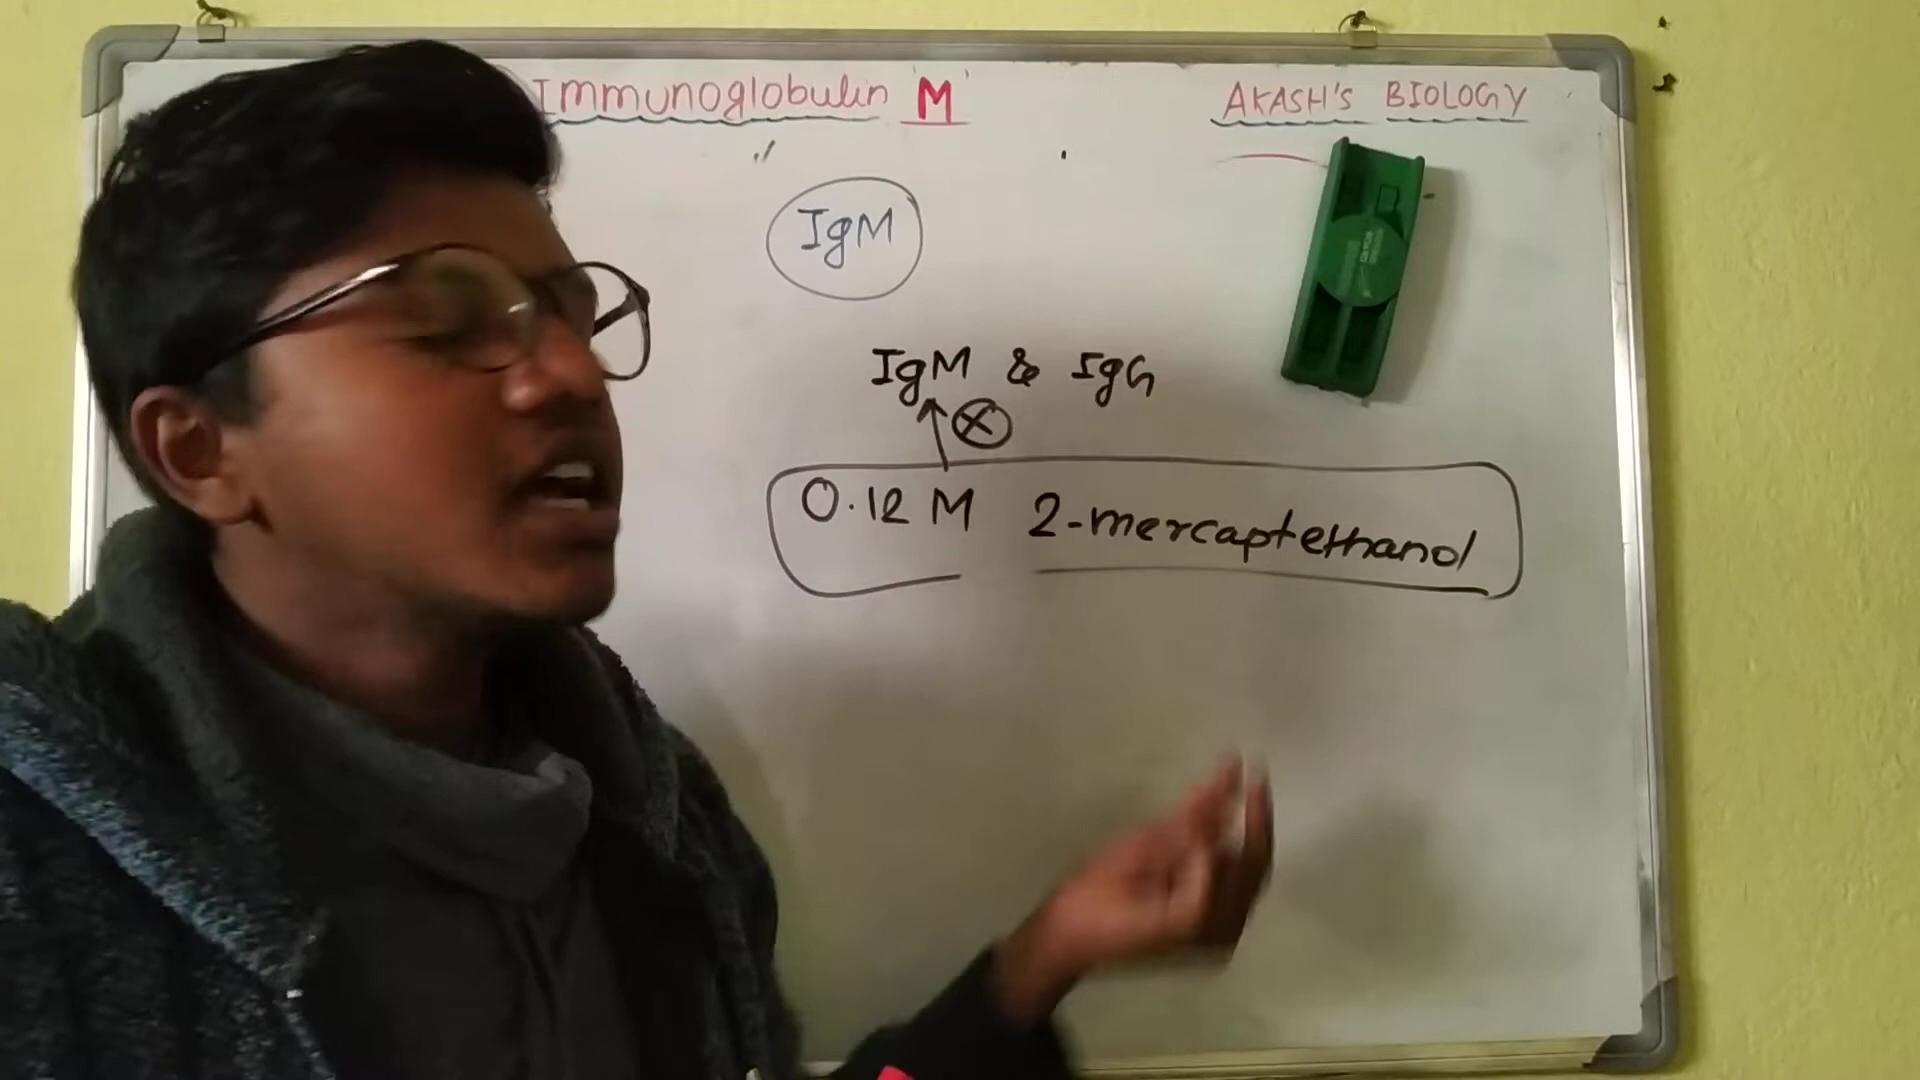 Immunoglobulin 'M'
AKASH'S BIOLOGY
IgM
IgM & IgG
0.12 M 2-mercaptethanol